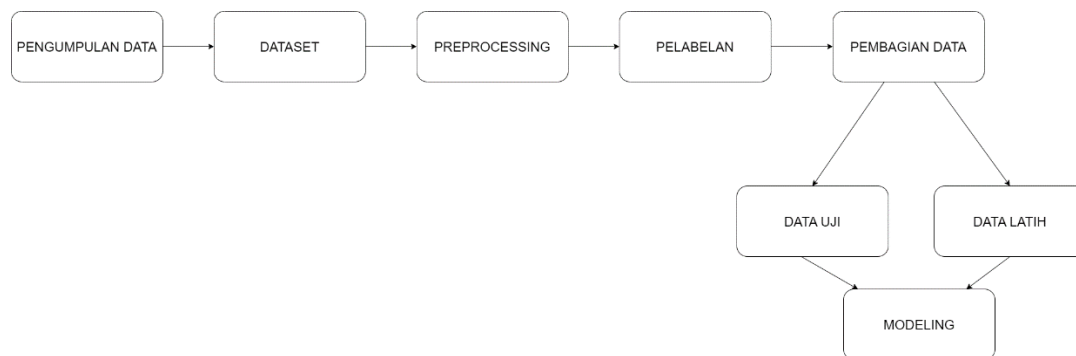 PENGUMPULAN DATA
DATASET
PREPROCESSING
PELABELAN
PEMBAGIAN DATA
DATA UJI
DATA LATIH
MODELING